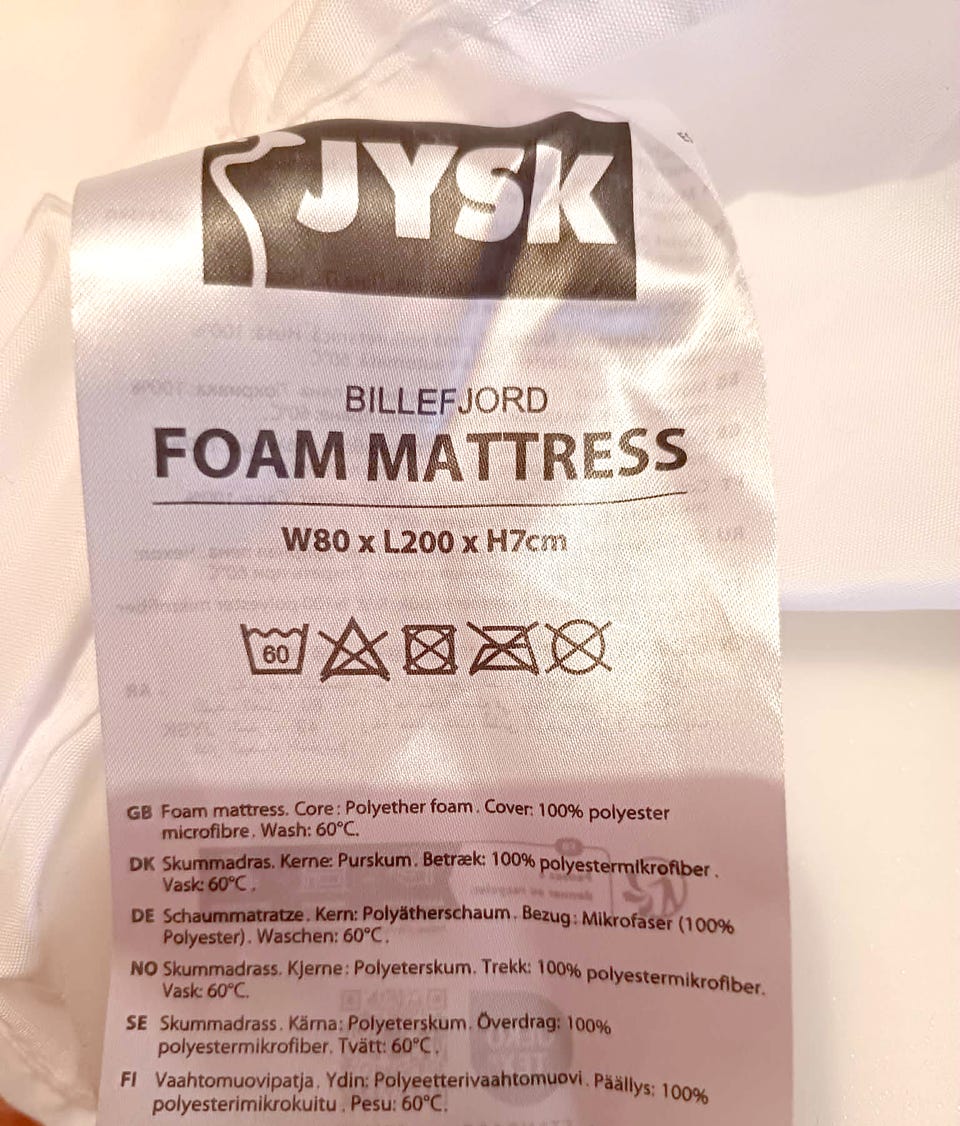 JYSK
BILLEFJORD
FOAM MATTRESS
W80 x L200 x H7cm
60
GB Foam mattress. Core: Polyether foam. Cover: 100% polyester
microfibre. Wash: 60°C.
DK Skummadras. Kerne: Purskum. Betræk: 100% polyestermikrofiber.
Vask: 60°C.
DE Schaummatratze. Kern: Polyätherschaum. Bezug: Mikrofaser (100%
Polyester). Waschen: 60°C.
NO Skummadrass. Kjerne: Polyeterskum. Trekk: 100% polyestermikrofiber.
Vask: 60°C.
SE Skummadrass. Kärna: Polyeterskum. Överdrag: 100%
polyestermikrofiber. Tvätt: 60°C.
FI Vaahtomuovipatja. Ydin: Polyeetterivaahtomuovi. Päällys: 100%
polyesterimikrokuitu. Pesu: 60°C.